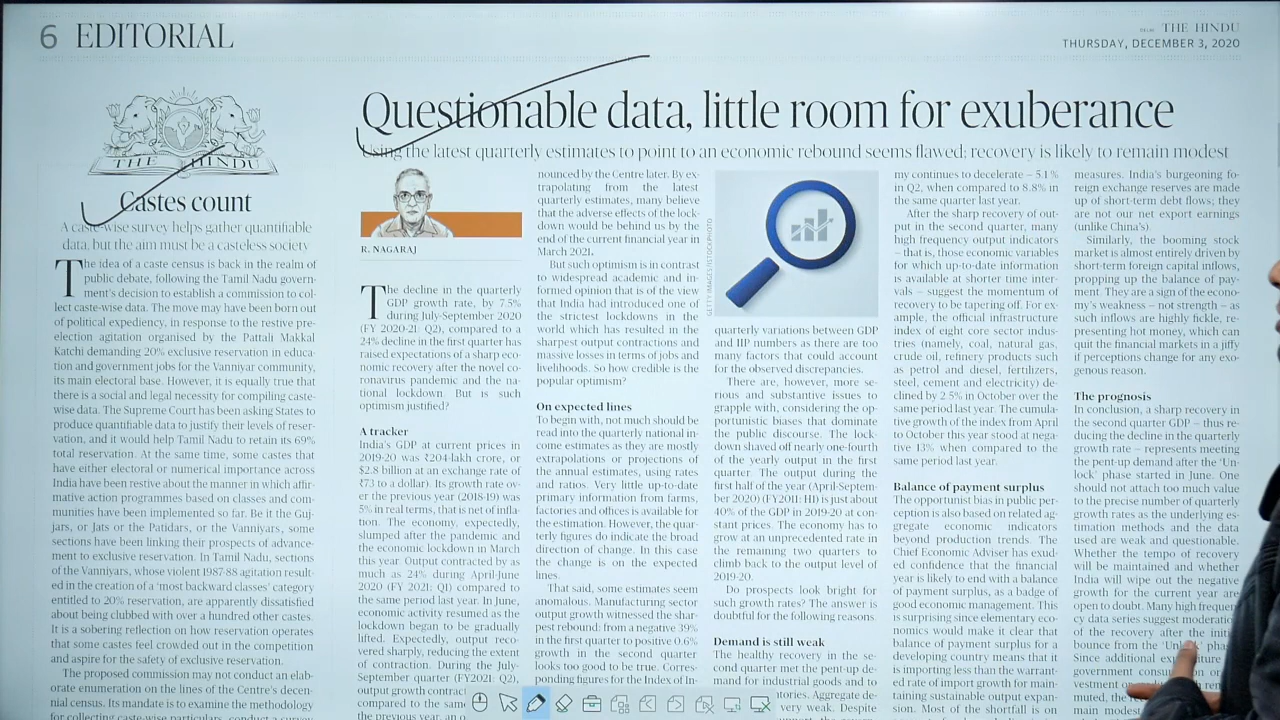 6 EDITORIAL
THE HINDU
THURSDAY, DECEMBER 3, 2020
THE HINDU
Castes count
A caste-wise survey helps gather quantifiable
data, but the aim must be a casteless society
The idea of a caste census is back in the realm of
public debate, following the Tamil Nadu govern-
ment's decision to establish a commission to col-
lect caste-wise data. The move may have been born out
of political expediency, in response to the restive pre-
election agitation organised by the Pattali Makkal
Katchi demanding 20% exclusive reservation in educa-
tion and government jobs for the Vanniyar community,
its main electoral base. However, it is equally true that
there is a social and legal necessity for compiling caste-
wise data. The Supreme Court has been asking States to
produce quantifiable data to justify their levels of reser-
vation, and it would help Tamil Nadu to retain its 69%
total reservation. At the same time, some castes that
have either electoral or numerical importance across
India have been restive about the manner in which affir-
mative action programmes based on classes and com-
munities have been implemented so far. Be it the Guj-
jars, or Jats or the Patidars, or the Vanniyars, some
sections have been linking their prospects of advance-
ment to exclusive reservation. In Tamil Nadu, sections
of the Vanniyars, whose violent 1987-88 agitation result-
ed in the creation of a 'most backward classes' category
entitled to 20% reservation, are apparently dissatisfied
about being clubbed with over a hundred other castes.
It is a sobering reflection on how reservation operates
that some castes feel crowded out in the competition
and aspire for the safety of exclusive reservation.
The proposed commission may not conduct an elab-
orate enumeration on the lines of the Centre's decen-
nial census. Its mandate is to examine the methodology
for collecting caste-wise particulars, conduct a survey
Questionable data, little room for exuberance
Using the latest quarterly estimates to point to an economic rebound seems flawed; recovery is likely to remain modest
R. NAGARAJ
The decline in the quarterly
GDP growth rate, by 7.5%
during July-September 2020
(FY 2020-21: Q2), compared to a
24% decline in the first quarter has
raised expectations of a sharp eco-
nomic recovery after the novel co-
ronavirus pandemic and the na-
tional lockdown. But is such
optimism justified?
A tracker
India's GDP at current prices in
2019-20 was ₹204-lakh crore, or
$2.8 billion at an exchange rate of
₹73 to a dollar. Its growth rate ov-
er the previous year (2018-19) was
5% in real terms, that is net of infla-
tion. The economy, expectedly,
slumped after the pandemic and
the economic lockdown in March
this year. Output contracted by as
much as 24% during April-June
2020 (FY 2021: Q1) compared to
the same period last year. In June,
economic activity resumed as the
lockdown began to be gradually
lifted. Expectedly, output reco-
vered sharply, reducing the extent
of contraction. During the July-
September quarter (FY2021: Q2),
output growth cont
compared to the same
the previous year, an o
nounced by the Centre later. By ex-
trapolating from the latest
quarterly estimates, many believe
that the adverse effects of the lock-
down would be behind us by the
end of the current financial year in
March 2021.
But such optimism is in contrast
to widespread academic and in-
formed opinion that is of the view
that India had introduced one of
the strictest lockdowns in the
world which has resulted in the
sharpest output contractions and
massive losses in terms of jobs and
livelihoods. So how credible is the
popular optimism?
On expected lines
To begin with, not much should be
read into the quarterly national in-
come estimates as they are mostly
extrapolations or projections of
the annual estimates, using rates
and ratios. Very little up-to-date
primary information from farms,
factories and offices is available for
the estimation. However, the quar-
terly figures do indicate the broad
direction of change. In this case
the change is on the expected
lines.
That said, some estimates seem
anomalous. Manufacturing sector
output growth witnessed the shar-
pest rebound: from a negative 39%
in the first quarter to positive 0.6%
growth in the second quarter
looks too good to be true. Corres-
ponding figures for the Index of In-
GETTY IMAGES/ISTOCKPHOTO
quarterly variations between GDP
and IIP numbers as there are too
many factors that could account
for the observed discrepancies.
There are, however, more se-
rious and substantive issues to
grapple with, considering the op-
portunistic biases that dominate
the public discourse. The lock-
down shaved off nearly one-fourth
of the yearly output in the first
quarter. The output during the
first half of the year (April-Septem-
ber 2020) (FY2011: H1) is just about
40% of the GDP in 2019-20 at con-
stant prices. The economy has to
grow at an unprecedented rate in
the remaining two quarters to
climb back to the output level of
2019-20.
Do prospects look bright for
such growth rates? The answer is
doubtful for the following reasons.
Demand is still weak
The healthy recovery in the se-
cond quarter met the pent-up de-
mand for industrial goods and to
tories. Aggregate de-
very weak. Despite
my continues to decelerate – 5.1%
in Q2, when compared to 8.8% in
the same quarter last year.
After the sharp recovery of out-
put in the second quarter, many
high frequency output indicators
– that is, those economic variables
for which up-to-date information
is available at shorter time inter-
vals – suggest the momentum of
recovery to be tapering off. For ex-
ample, the official infrastructure
index of eight core sector indus-
tries (namely, coal, natural gas,
crude oil, refinery products such
as petrol and diesel, fertilizers,
steel, cement and electricity) de-
clined by 2.5% in October over the
same period last year. The cumula-
tive growth of the index from April
to October this year stood at nega-
tive 13% when compared to the
same period last year.
Balance of payment surplus
The opportunist bias in public per-
ception is also based on related ag-
gregate economic indicators
beyond production trends. The
Chief Economic Adviser has exud-
ed confidence that the financial
year is likely to end with a balance
of payment surplus, as a badge of
good economic management. This
is surprising since elementary eco-
nomics would make it clear that
balance of payment surplus for a
developing country means that it
is importing less than the warrant-
ed rate of import growth for main-
taining sustainable output expan-
sion. Most of the shortfall is on
measures. India's burgeoning fo-
reign exchange reserves are made
up of short-term debt flows; they
are not our net export earnings
(unlike China's).
Similarly, the booming stock
market is almost entirely driven by
short-term foreign capital inflows,
propping up the balance of pay-
ment. They are a sign of the econo-
my's weakness – not strength – as
such inflows are highly fickle, re-
presenting hot money, which can
quit the financial markets in a jiffy
if perceptions change for any exo-
genous reason.
The prognosis
In conclusion, a sharp recovery in
the second quarter GDP – thus re-
ducing the decline in the quarterly
growth rate – represents meeting
the pent-up demand after the 'Un-
lock' phase started in June. One
should not attach too much value
to the precise number of quarterly
growth rates as the underlying es-
timation methods and the data
used are weak and questionable.
Whether the tempo of recovery
will be maintained and whether
India will wipe out the negative
growth for the current year are
open to doubt. Many high frequen
cy data series suggest moderatio
of the recovery after the initi
bounce from the 'Un
Since additional
government